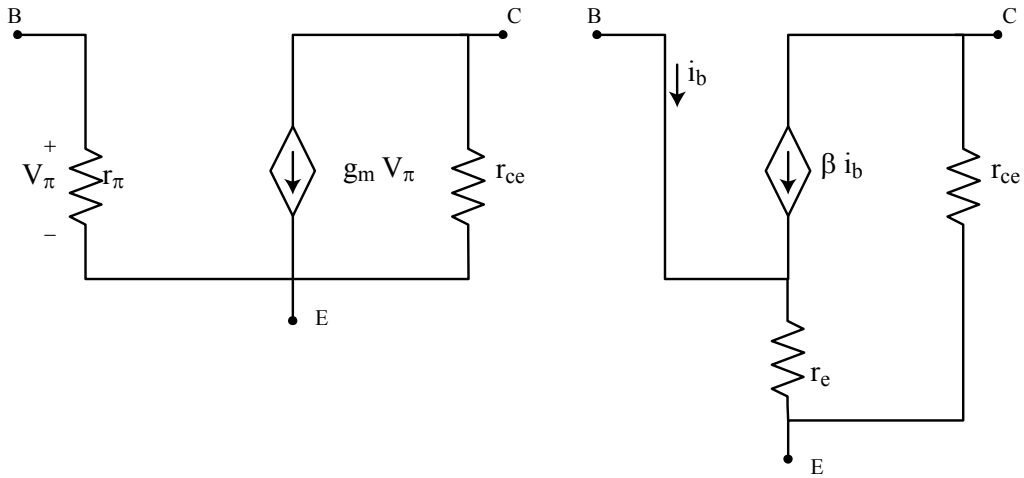 B
C
+
V_π
−
r_π
g_m V_π
r_ce
E
B
C
i_b
β i_b
r_ce
r_e
E